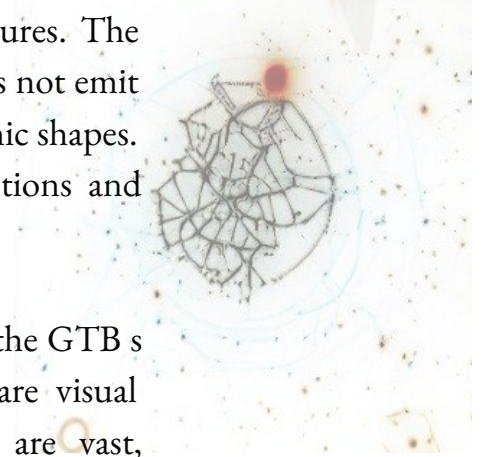 ures. The
s not emit
nic shapes.
tions and
the GTB s
are visual
are vast,